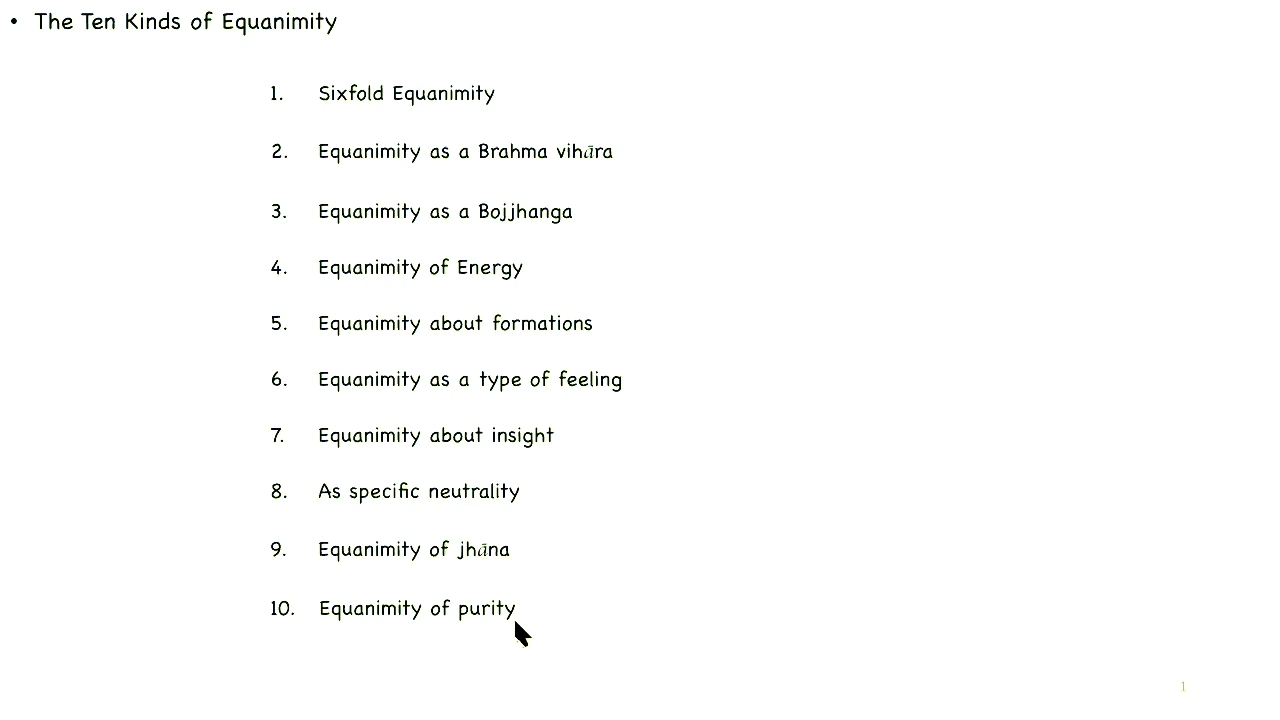 • The Ten Kinds of Equanimity
1. Sixfold Equanimity
2. Equanimity as a Brahma vihāra
3. Equanimity as a Bojjhanga
4. Equanimity of Energy
5. Equanimity about formations
6. Equanimity as a type of feeling
7. Equanimity about insight
8. As specific neutrality
9. Equanimity of jhāna
10. Equanimity of purity
1